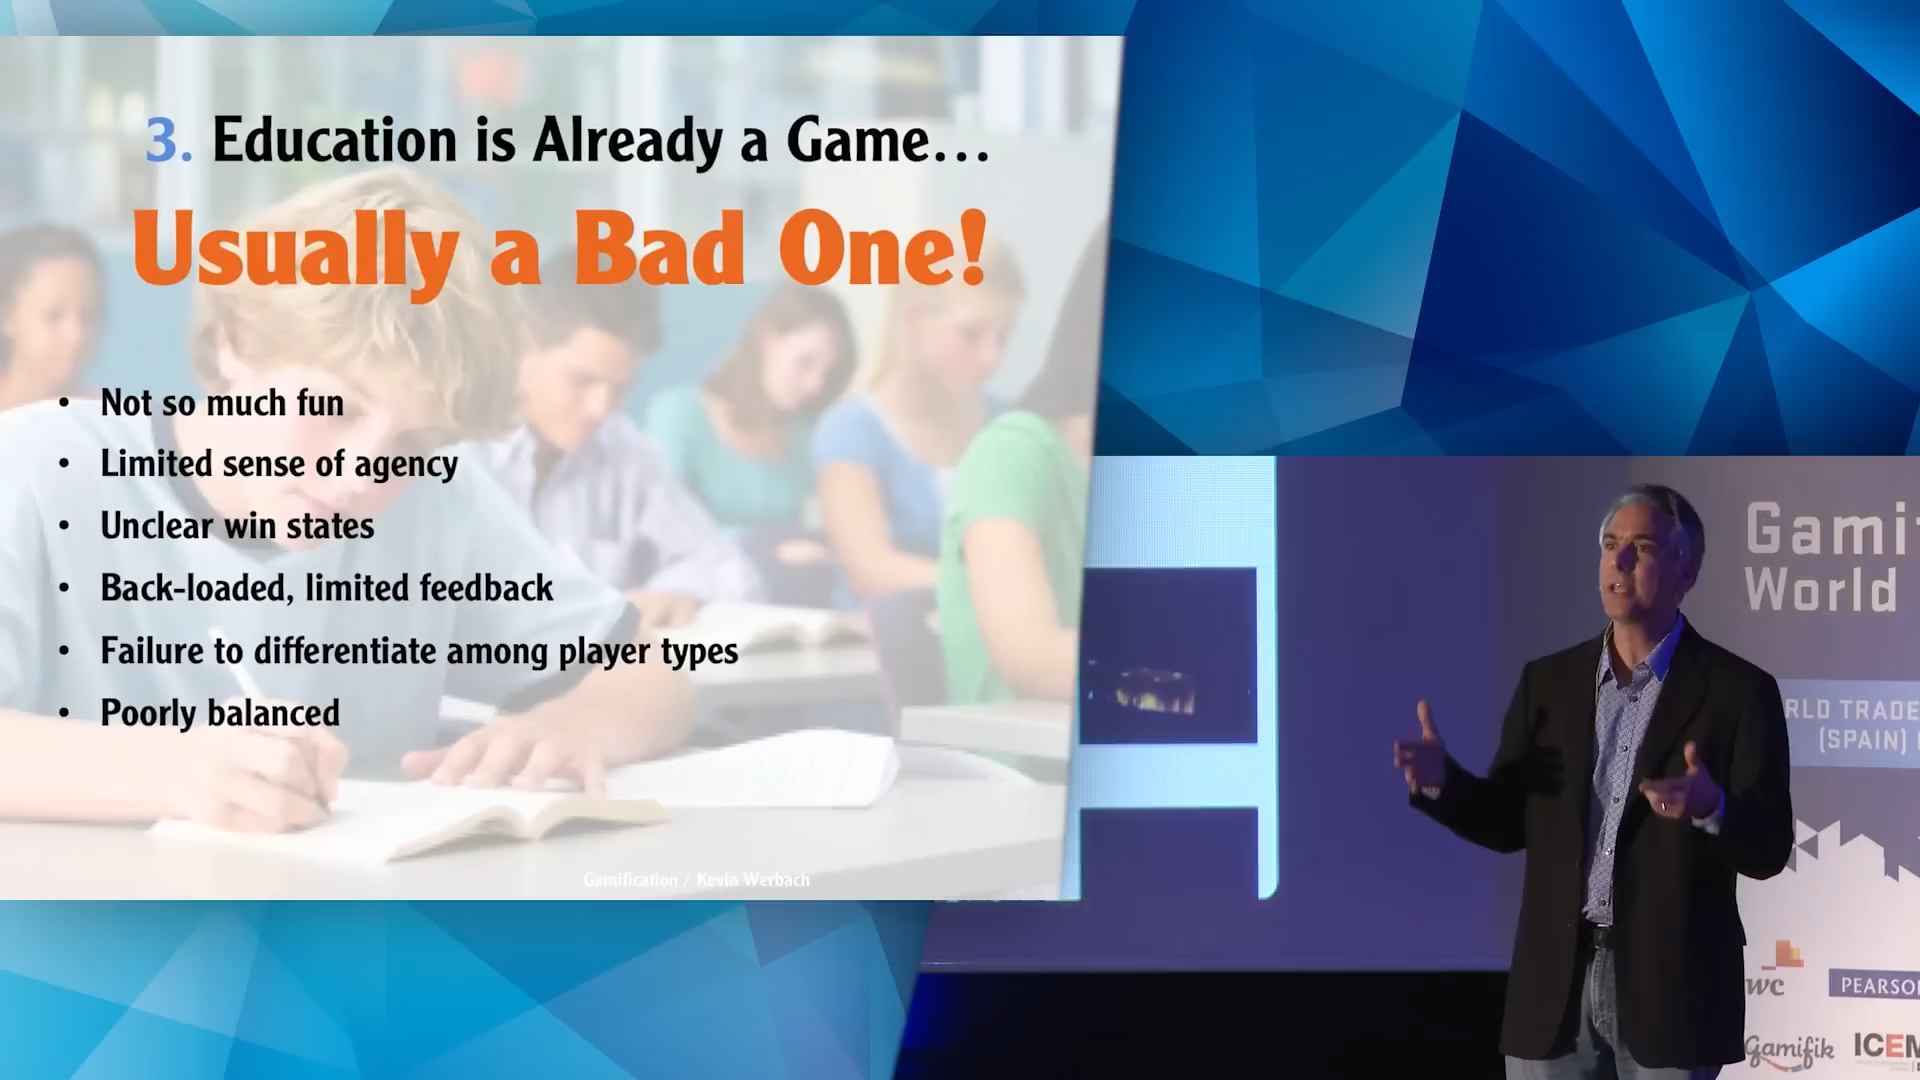 3. Education is Already a Game...
Usually a Bad One!
• Not so much fun
• Limited sense of agency
• Unclear win states
• Back-loaded, limited feedback
• Failure to differentiate among player types
• Poorly balanced
Gamification / Kevin Werbach
World
RLD TRADE
(SPAIN)
wc
PEARSO
Gamifik